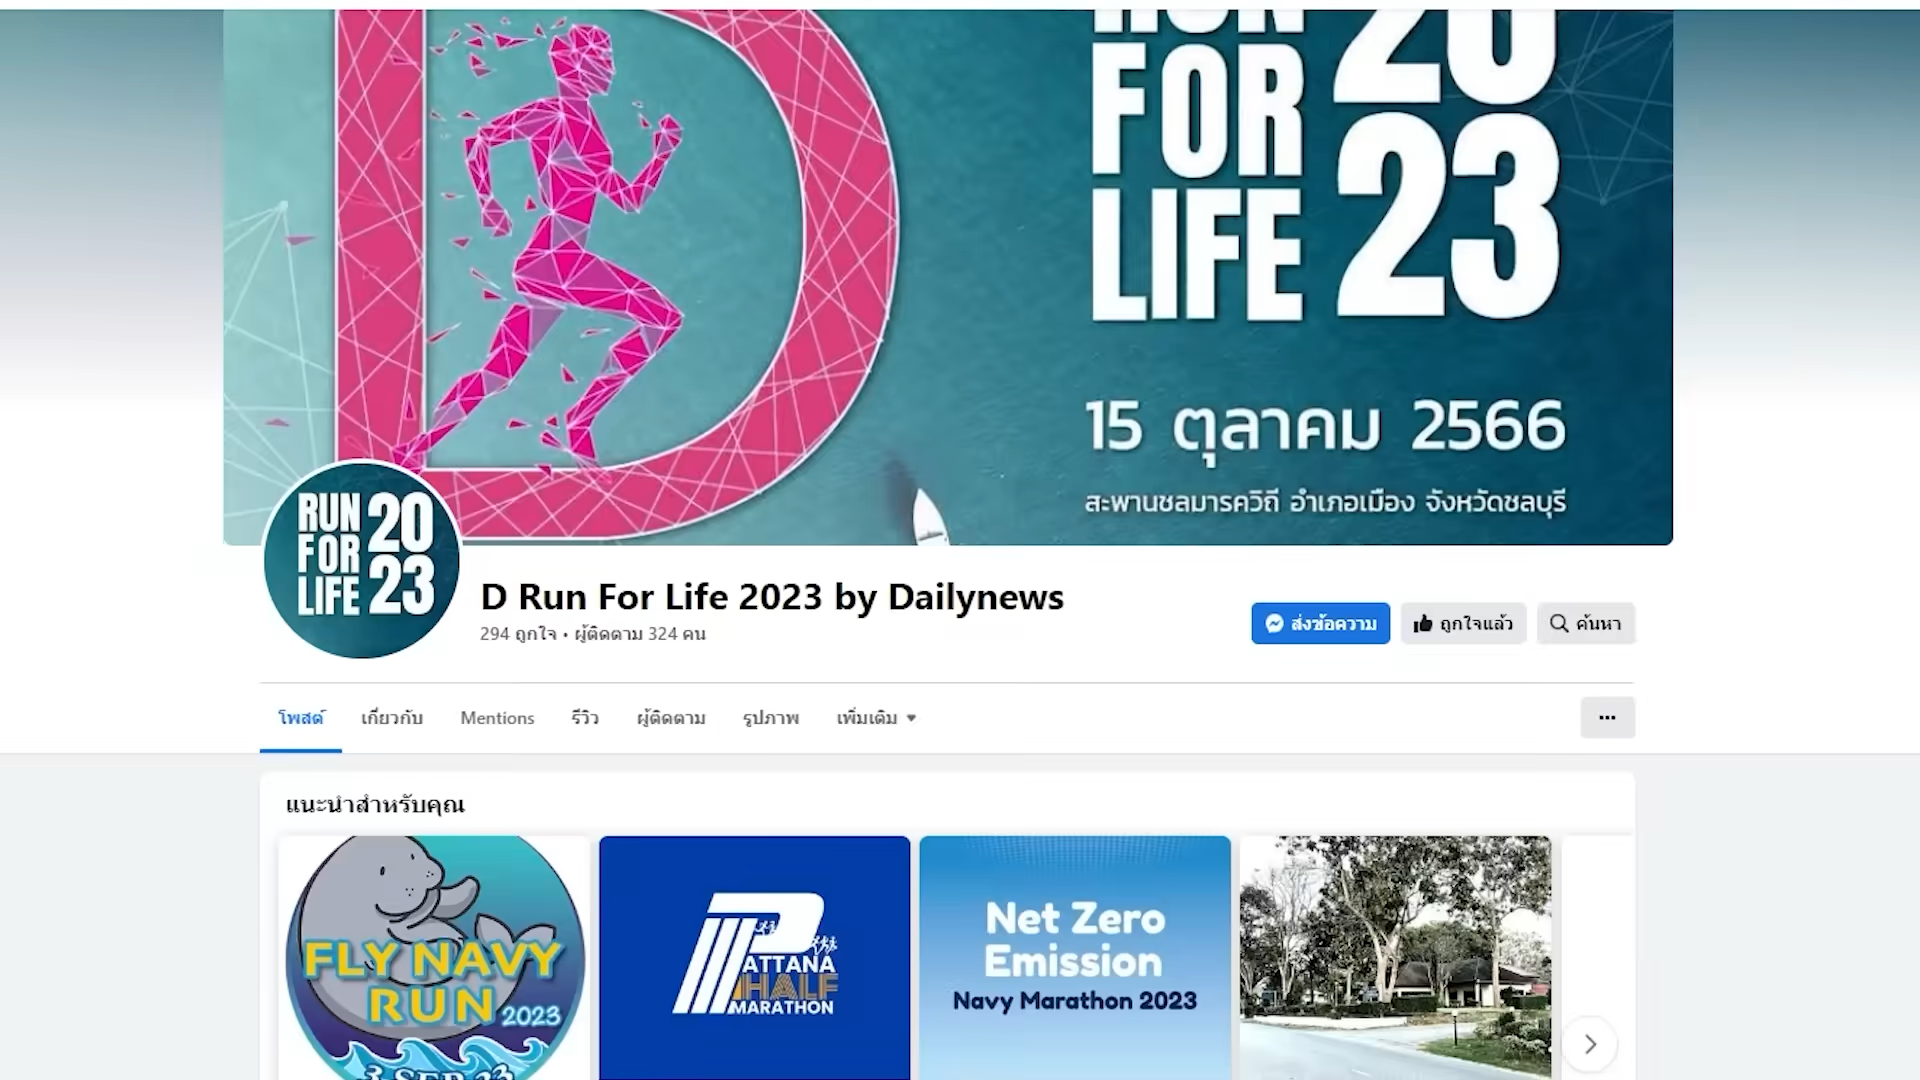 RUN
FOR
LIFE
20
23
15 ตุลาคม 2566
สะพานชลมารควิถี อำเภอเมือง จังหวัดชลบุรี
RUN
FOR
LIFE
20
23
D Run For Life 2023 by Dailynews
294 ถูกใจ • ผู้ติดตาม 324 คน
ส่งข้อความ
ถูกใจแล้ว
ค้นหา
โพสต์
เกี่ยวกับ
Mentions
รีวิว
ผู้ติดตาม
รูปภาพ
เพิ่มเติม
แนะนำสำหรับคุณ
FLY NAVY
RUN 2023
3 SEP 23
PATTANA
HALF
MARATHON
Net Zero
Emission
Navy Marathon 2023